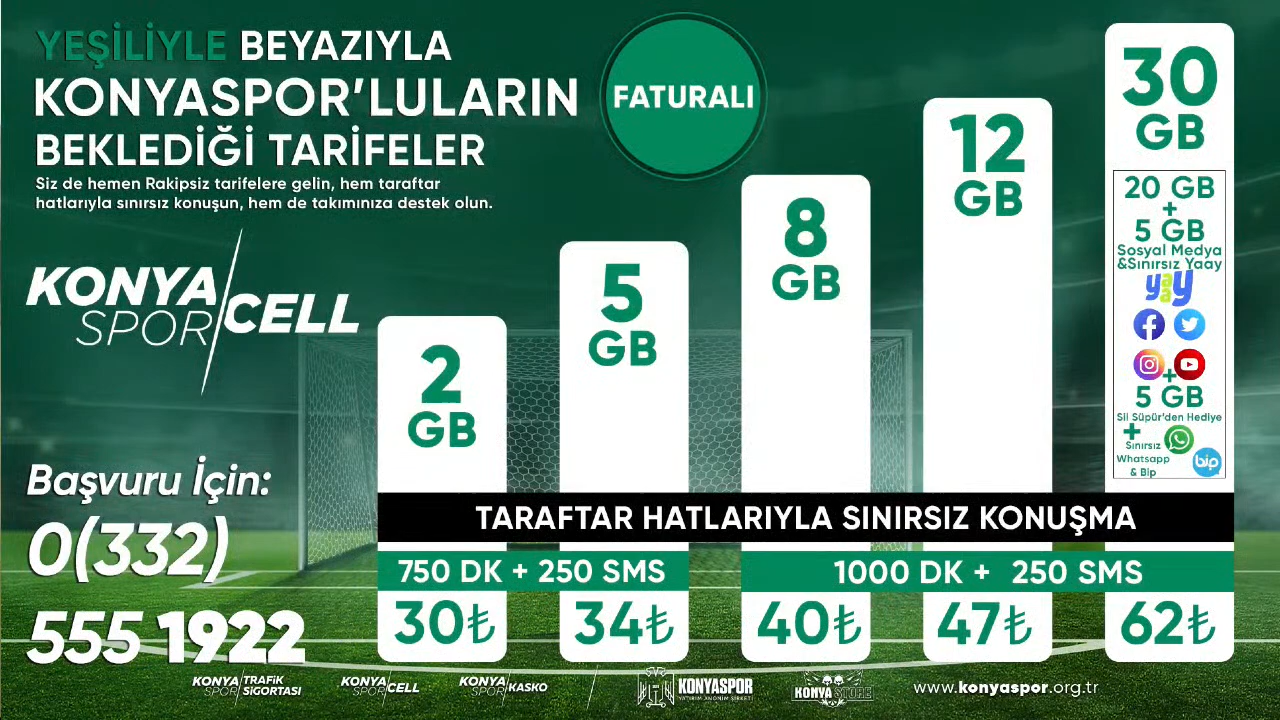 YEŞİLİYLE BEYAZIYLA
KONYASPOR'LULARIN
BEKLEDİĞİ TARİFELER
Siz de hemen Rakipsiz tarifelere gelin, hem taraftar
hatlarıyla sınırsız konuşun, hem de takımınıza destek olun.
FATURALI
KONYA
SPOR/CELL
Başvuru İçin:
0(332)
555 1922
2
GB
5
GB
8
GB
12
GB
30
GB
20 GB
+
5 GB
Sosyal Medya
&Sınırsız Yaay
yaay
+
5 GB
Sil Süpür'den Hediye
+
Sınırsız
Whatsapp
& Bip
bip
TARAFTAR HATLARIYLA SINIRSIZ KONUŞMA
750 DK + 250 SMS
1000 DK + 250 SMS
30₺
34₺
40₺
47₺
62₺
KONYA SPOR/TRAFİK SİGORTASI
KONYA SPOR/CELL
KONYA SPOR/KASKO
KONYASPOR
YATIRIM ANONİM ŞİRKETİ
KONYA STORE
www.konyaspor.org.tr